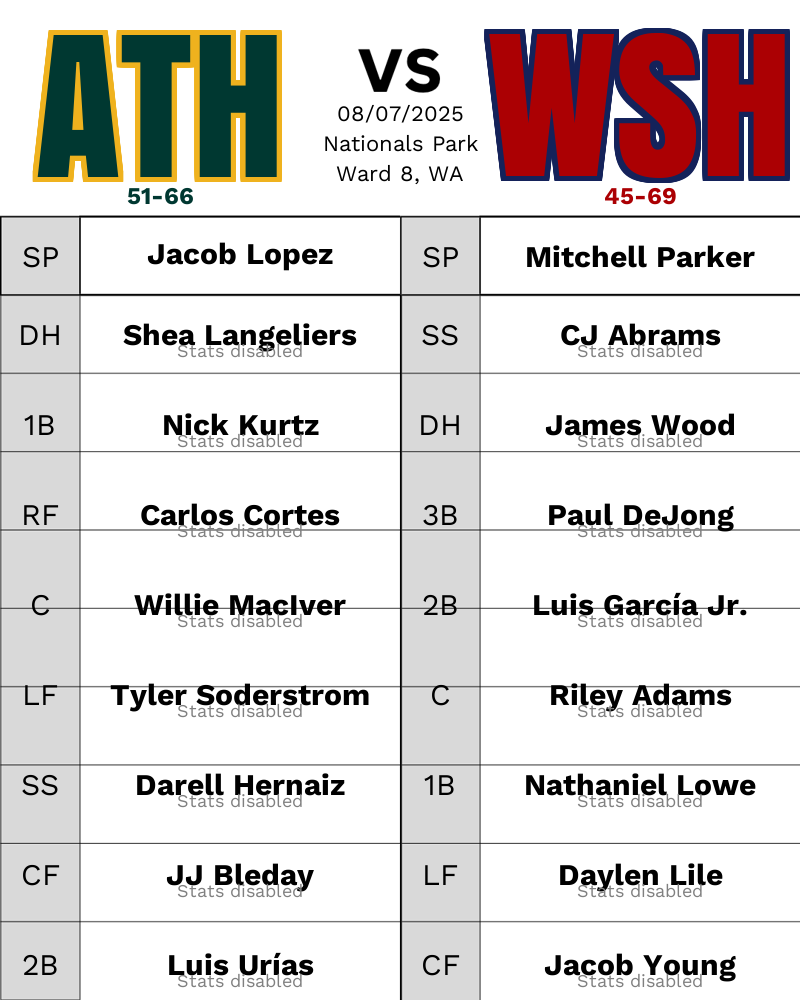 ATH
VS
WSH
08/07/2025
Nationals Park
Ward 8, WA
51-66
45-69
SP Jacob Lopez SP Mitchell Parker
DH Shea Langeliers SS CJ Abrams
Stats disabled Stats disabled
1B Nick Kurtz DH James Wood
Stats disabled Stats disabled
RF Carlos Cortes 3B Paul DeJong
Stats disabled Stats disabled
C Willie MacIver 2B Luis García Jr.
Stats disabled Stats disabled
LF Tyler Soderstrom C Riley Adams
Stats disabled Stats disabled
SS Darell Hernaiz 1B Nathaniel Lowe
Stats disabled Stats disabled
CF JJ Bleday LF Daylen Lile
Stats disabled Stats disabled
2B Luis Urías CF Jacob Young
Stats disabled Stats disabled